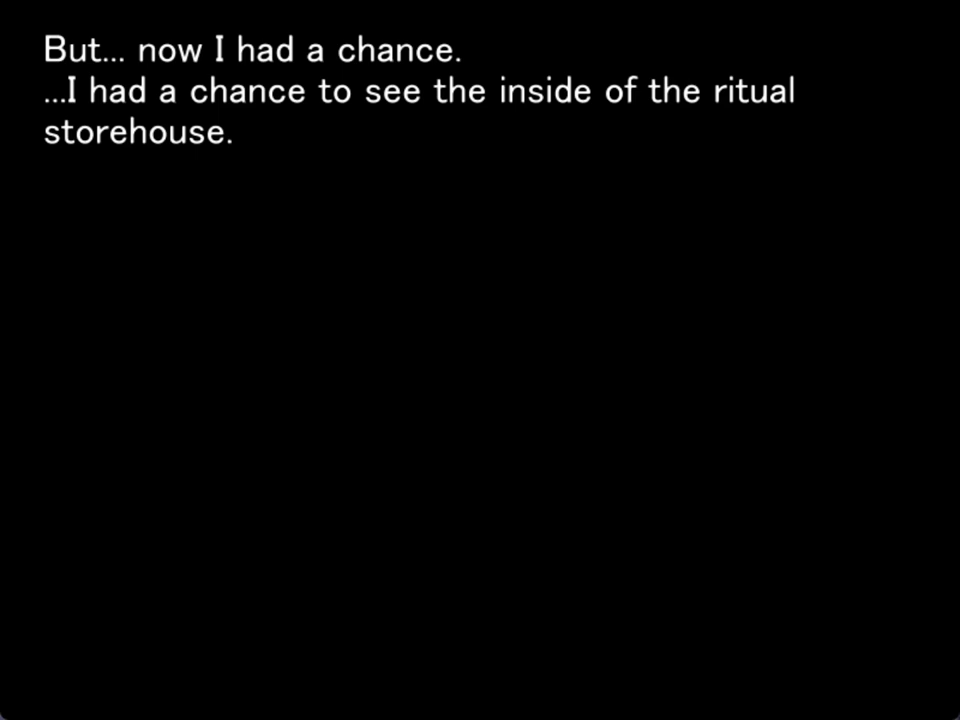 But... now I had a chance.
...I had a chance to see the inside of the ritual
storehouse.